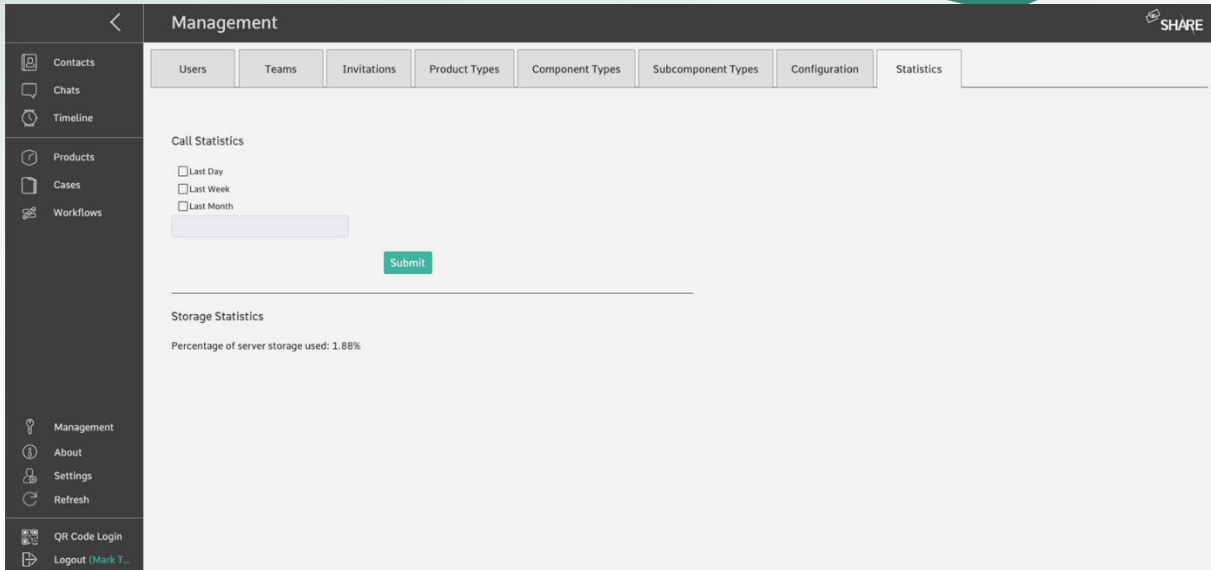 Management
SHARE
Contacts
Chats
Timeline
Products
Cases
Workflows
Management
About
Settings
Refresh
QR Code Login
Logout (Mark T...
Users
Teams
Invitations
Product Types
Component Types
Subcomponent Types
Configuration
Statistics
Call Statistics
Last Day
Last Week
Last Month
Submit
Storage Statistics
Percentage of server storage used: 1.88%